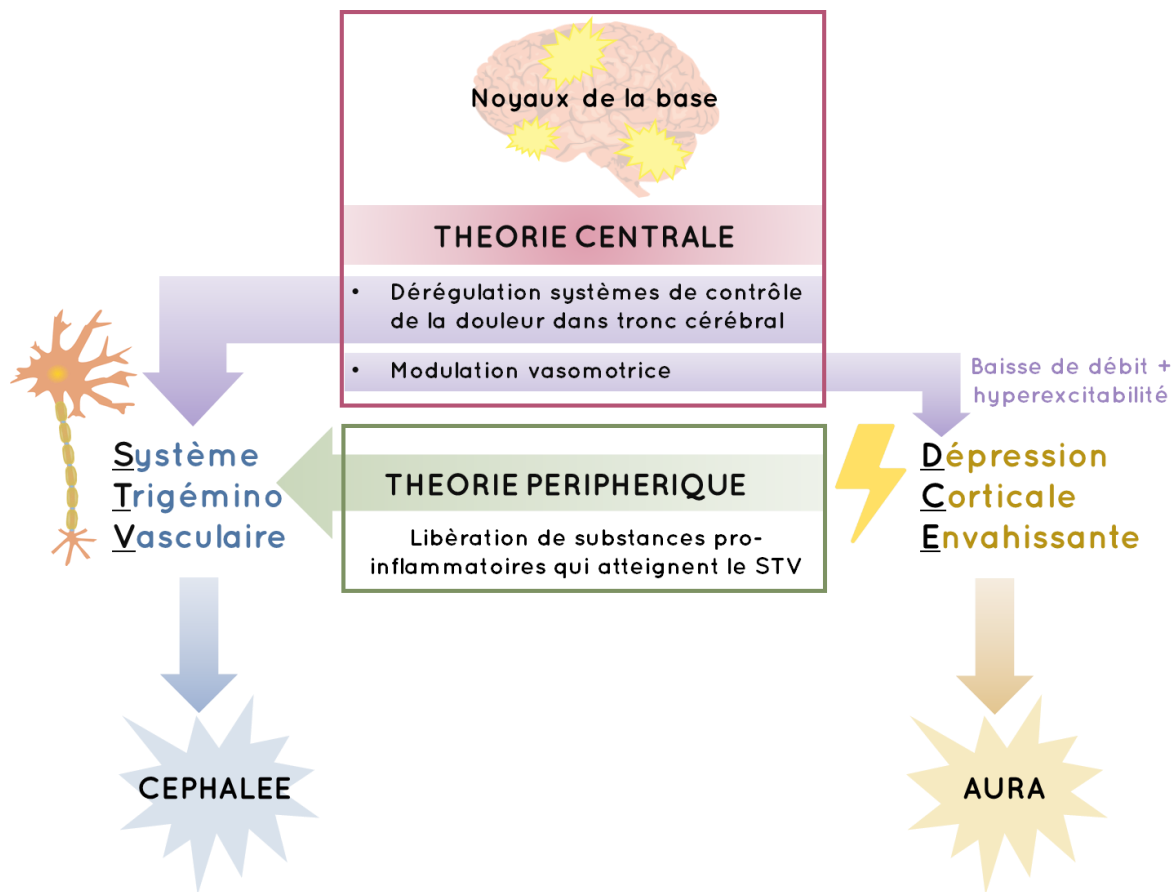 Noyaux de la base
THEORIE CENTRALE
• Dérégulation systèmes de contrôle
de la douleur dans tronc cérébral
• Modulation vasomotrice
Baisse de débit +
hyperexcitabilité
Système
Trigémino
Vasculaire
THEORIE PERIPHERIQUE
Libèration de substances pro-
inflammatoires qui atteignent le STV
Dépression
Corticale
Envahissante
CEPHALEE
AURA